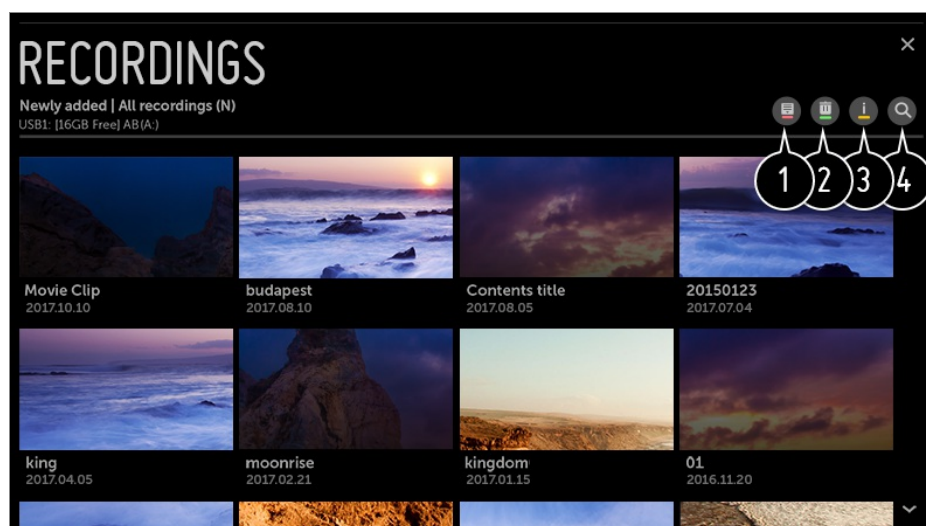 RECORDINGS
Newly added | All recordings (N)
USB1: [16GB Free] AB(A:)
1 2 3 4
Movie Clip budapest Contents title 20150123
2017.10.10 2017.08.10 2017.08.05 2017.07.04
king moonrise kingdom 01
2017.04.05 2017.02.21 2017.01.15 2016.11.20